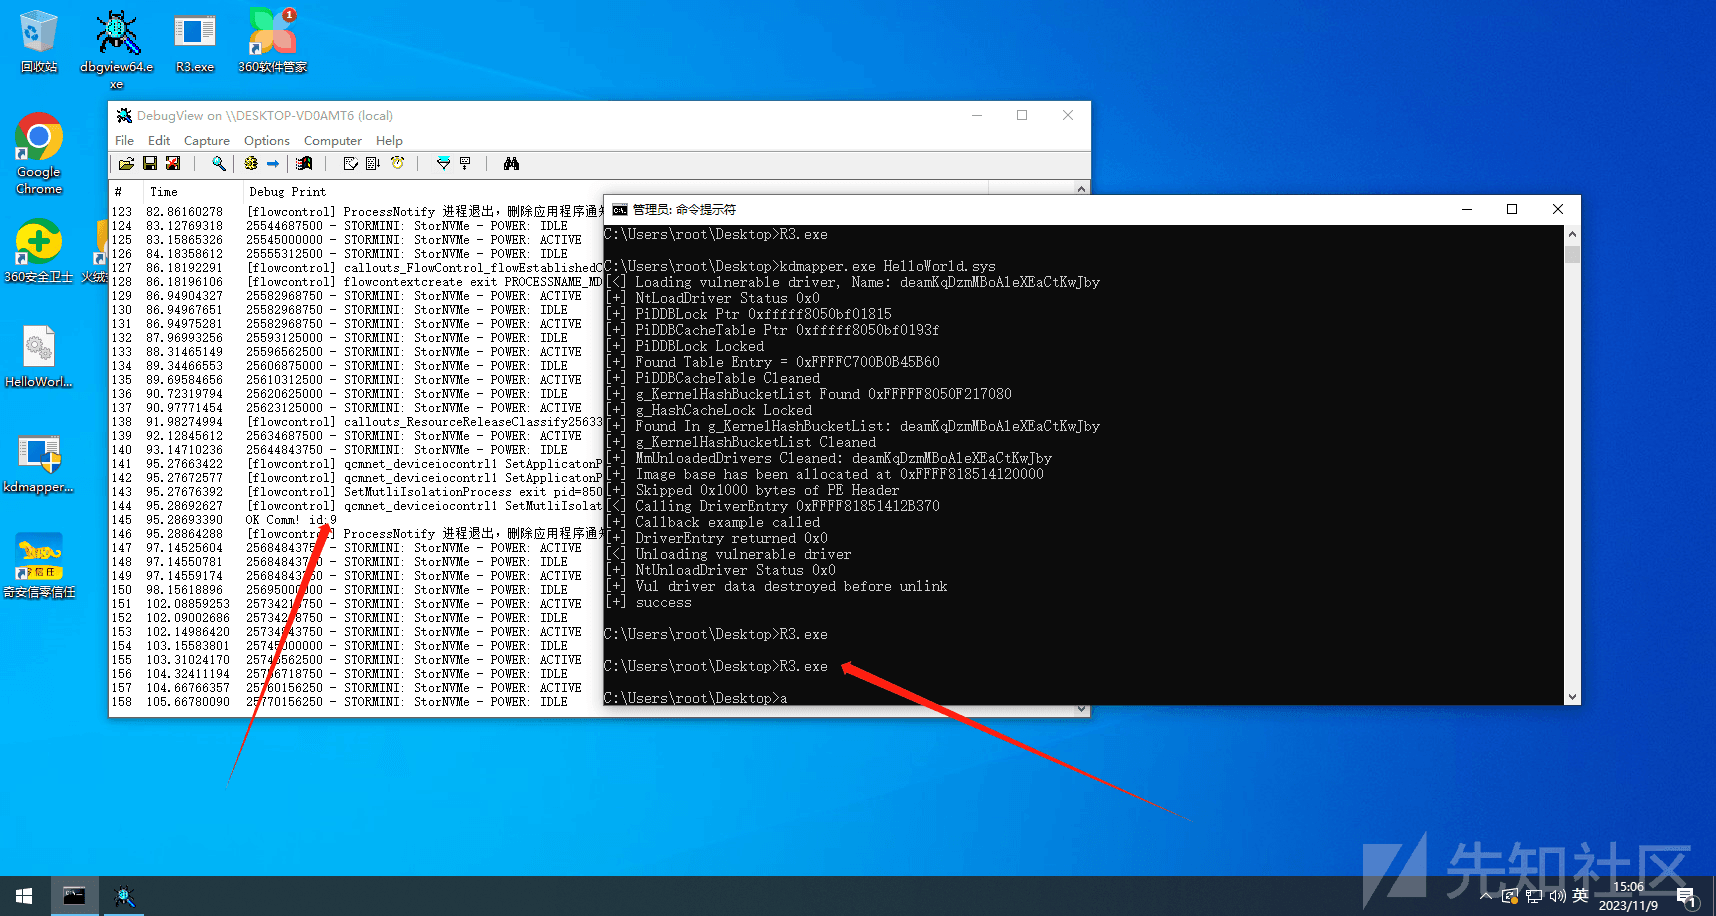 回收站
dbgview64.e
xe
R3.exe
1
360软件管家
Google
Chrome
360安全卫士
火绒
HelloWorl...
kdmapper...
零信任
奇安信零信任
DebugView on \\DESKTOP-VD0AMT6 (local)
File Edit Capture Options Computer Help
# Time Debug Print
123 82.86160278 [flowcontrol] ProcessNotify 进程退出，删除应用程序通知
124 83.12769318 25544687500 - STORMINI: StorNVMe - POWER: IDLE
125 83.15865326 25545000000 - STORMINI: StorNVMe - POWER: ACTIVE
126 84.18358612 25555312500 - STORMINI: StorNVMe - POWER: IDLE
127 86.18192291 [flowcontrol] callouts_FlowControl_flowEstablishedC
128 86.18196106 [flowcontrol] flowcontextcreate exit PROCESSNAME_MD
129 86.94904327 25582968750 - STORMINI: StorNVMe - POWER: ACTIVE
130 86.94967651 25582968750 - STORMINI: StorNVMe - POWER: IDLE
131 86.94975281 25582968750 - STORMINI: StorNVMe - POWER: ACTIVE
132 87.96993256 25593125000 - STORMINI: StorNVMe - POWER: IDLE
133 88.31465149 25596562500 - STORMINI: StorNVMe - POWER: ACTIVE
134 89.34466553 25606875000 - STORMINI: StorNVMe - POWER: IDLE
135 89.69584656 25610312500 - STORMINI: StorNVMe - POWER: ACTIVE
136 90.72319794 25620625000 - STORMINI: StorNVMe - POWER: IDLE
137 90.97771454 25623125000 - STORMINI: StorNVMe - POWER: ACTIVE
138 91.98274994 [flowcontrol] callouts_ResourceReleaseClassify25633
139 92.12845612 25634687500 - STORMINI: StorNVMe - POWER: ACTIVE
140 93.14710236 25644843750 - STORMINI: StorNVMe - POWER: IDLE
141 95.27663422 [flowcontrol] qcmnet_deviceiocontrl1 SetApplicatonP
142 95.27672577 [flowcontrol] qcmnet_deviceiocontrl1 SetApplicatonP
143 95.27676392 [flowcontrol] SetMutliIsolationProcess exit pid=850
144 95.28692627 [flowcontrol] qcmnet_deviceiocontrl1 SetMutliIsolat
145 95.28693390 OK Comm! id:9
146 95.28864288 [flowcontrol] ProcessNotify 进程退出，删除应用程序通知
147 97.14525604 25684843750 - STORMINI: StorNVMe - POWER: ACTIVE
148 97.14550781 25684843750 - STORMINI: StorNVMe - POWER: IDLE
149 97.14559174 25684843750 - STORMINI: StorNVMe - POWER: ACTIVE
150 98.15618896 25695000000 - STORMINI: StorNVMe - POWER: IDLE
151 102.08859253 25734218750 - STORMINI: StorNVMe - POWER: ACTIVE
152 102.09002686 25734218750 - STORMINI: StorNVMe - POWER: IDLE
153 102.14986420 25734843750 - STORMINI: StorNVMe - POWER: ACTIVE
154 103.15583801 25745000000 - STORMINI: StorNVMe - POWER: IDLE
155 103.31024170 25746562500 - STORMINI: StorNVMe - POWER: ACTIVE
156 104.32411194 25756718750 - STORMINI: StorNVMe - POWER: IDLE
157 104.66766357 25760156250 - STORMINI: StorNVMe - POWER: ACTIVE
158 105.66780090 25770156250 - STORMINI: StorNVMe - POWER: IDLE
管理员: 命令提示符
C:\Users\root\Desktop>R3.exe
C:\Users\root\Desktop>kdmapper.exe HelloWorld.sys
[<] Loading vulnerable driver, Name: deamKqDzmMBoAleXEaCtKwJby
[+] NtLoadDriver Status 0x0
[+] PiDDBLock Ptr 0xfffff8050bf01815
[+] PiDDBCacheTable Ptr 0xfffff8050bf0193f
[+] PiDDBLock Locked
[+] Found Table Entry = 0xFFFFC700B0B45B60
[+] PiDDBCacheTable Cleaned
[+] g_KernelHashBucketList Found 0xFFFFF8050F217080
[+] g_HashCacheLock Locked
[+] Found In g_KernelHashBucketList: deamKqDzmMBoAleXEaCtKwJby
[+] g_KernelHashBucketList Cleaned
[+] MmUnloadedDrivers Cleaned: deamKqDzmMBoAleXEaCtKwJby
[+] Image base has been allocated at 0xFFFF818514120000
[+] Skipped 0x1000 bytes of PE Header
[<] Calling DriverEntry 0xFFFF81851412B370
[+] Callback example called
[+] DriverEntry returned 0x0
[<] Unloading vulnerable driver
[+] NtUnloadDriver Status 0x0
[+] Vul driver data destroyed before unlink
[+] success
C:\Users\root\Desktop>R3.exe
C:\Users\root\Desktop>R3.exe
C:\Users\root\Desktop>a
先知社区
英
15:06
2023/11/9
1